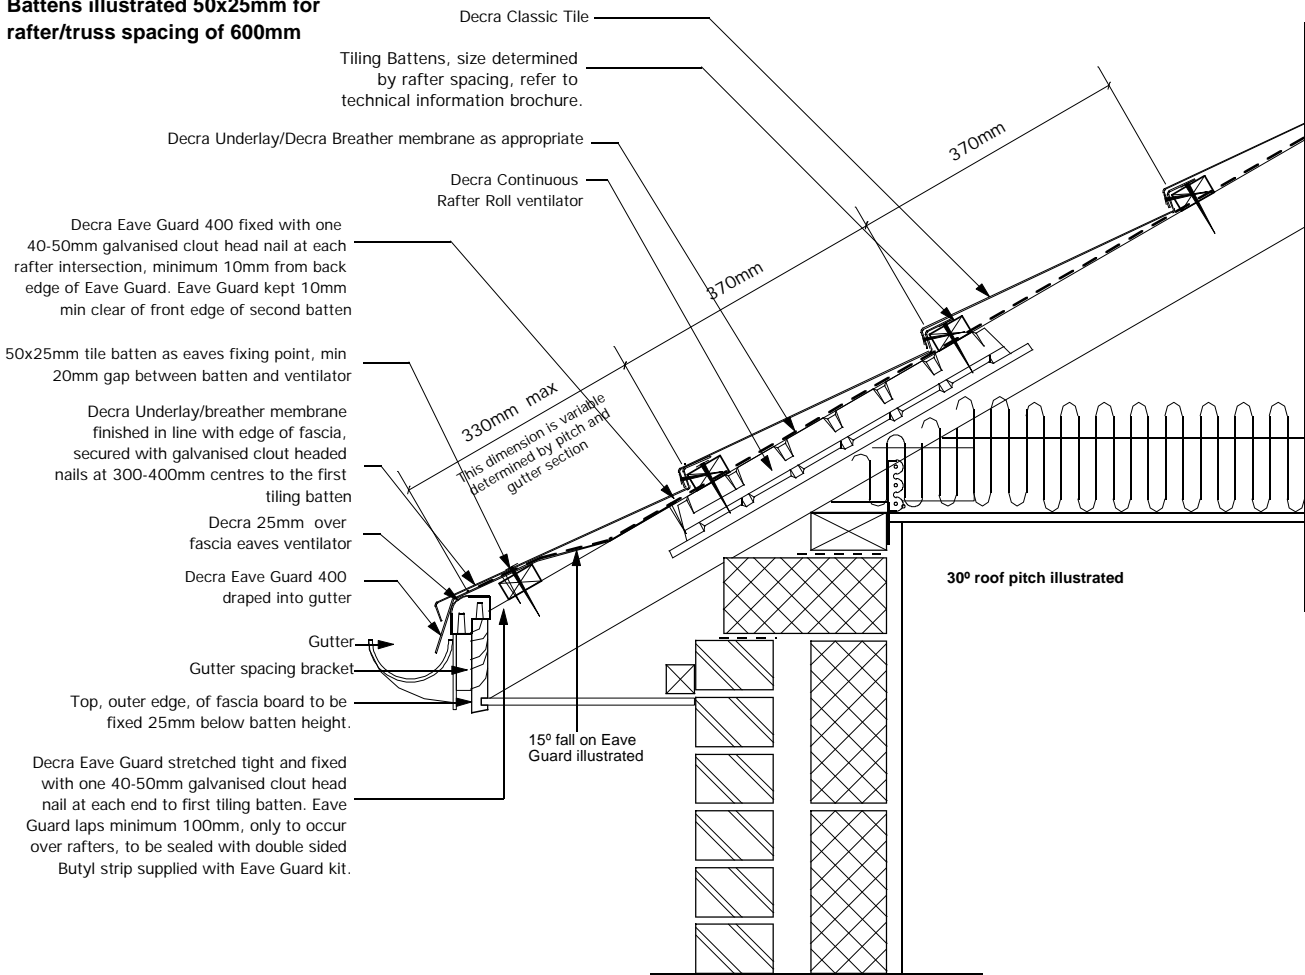 Battens illustrated 50x25mm for
rafter/truss spacing of 600mm
Decra Classic Tile
Tiling Battens, size determined
by rafter spacing, refer to
technical information brochure.
Decra Underlay/Decra Breather membrane as appropriate
Decra Continuous
Rafter Roll ventilator
Decra Eave Guard 400 fixed with one
40-50mm galvanised clout head nail at each
rafter intersection, minimum 10mm from back
edge of Eave Guard. Eave Guard kept 10mm
min clear of front edge of second batten
50x25mm tile batten as eaves fixing point, min
20mm gap between batten and ventilator
Decra Underlay/breather membrane
finished in line with edge of fascia,
secured with galvanised clout headed
nails at 300-400mm centres to the first
tiling batten
Decra 25mm over
fascia eaves ventilator
Decra Eave Guard 400
draped into gutter
Gutter
Gutter spacing bracket
Top, outer edge, of fascia board to be
fixed 25mm below batten height.
Decra Eave Guard stretched tight and fixed
with one 40-50mm galvanised clout head
nail at each end to first tiling batten. Eave
Guard laps minimum 100mm, only to occur
over rafters, to be sealed with double sided
Butyl strip supplied with Eave Guard kit.
370mm
370mm
330mm max
This dimension is variable
determined by pitch and
gutter section
15º fall on Eave
Guard illustrated
30º roof pitch illustrated